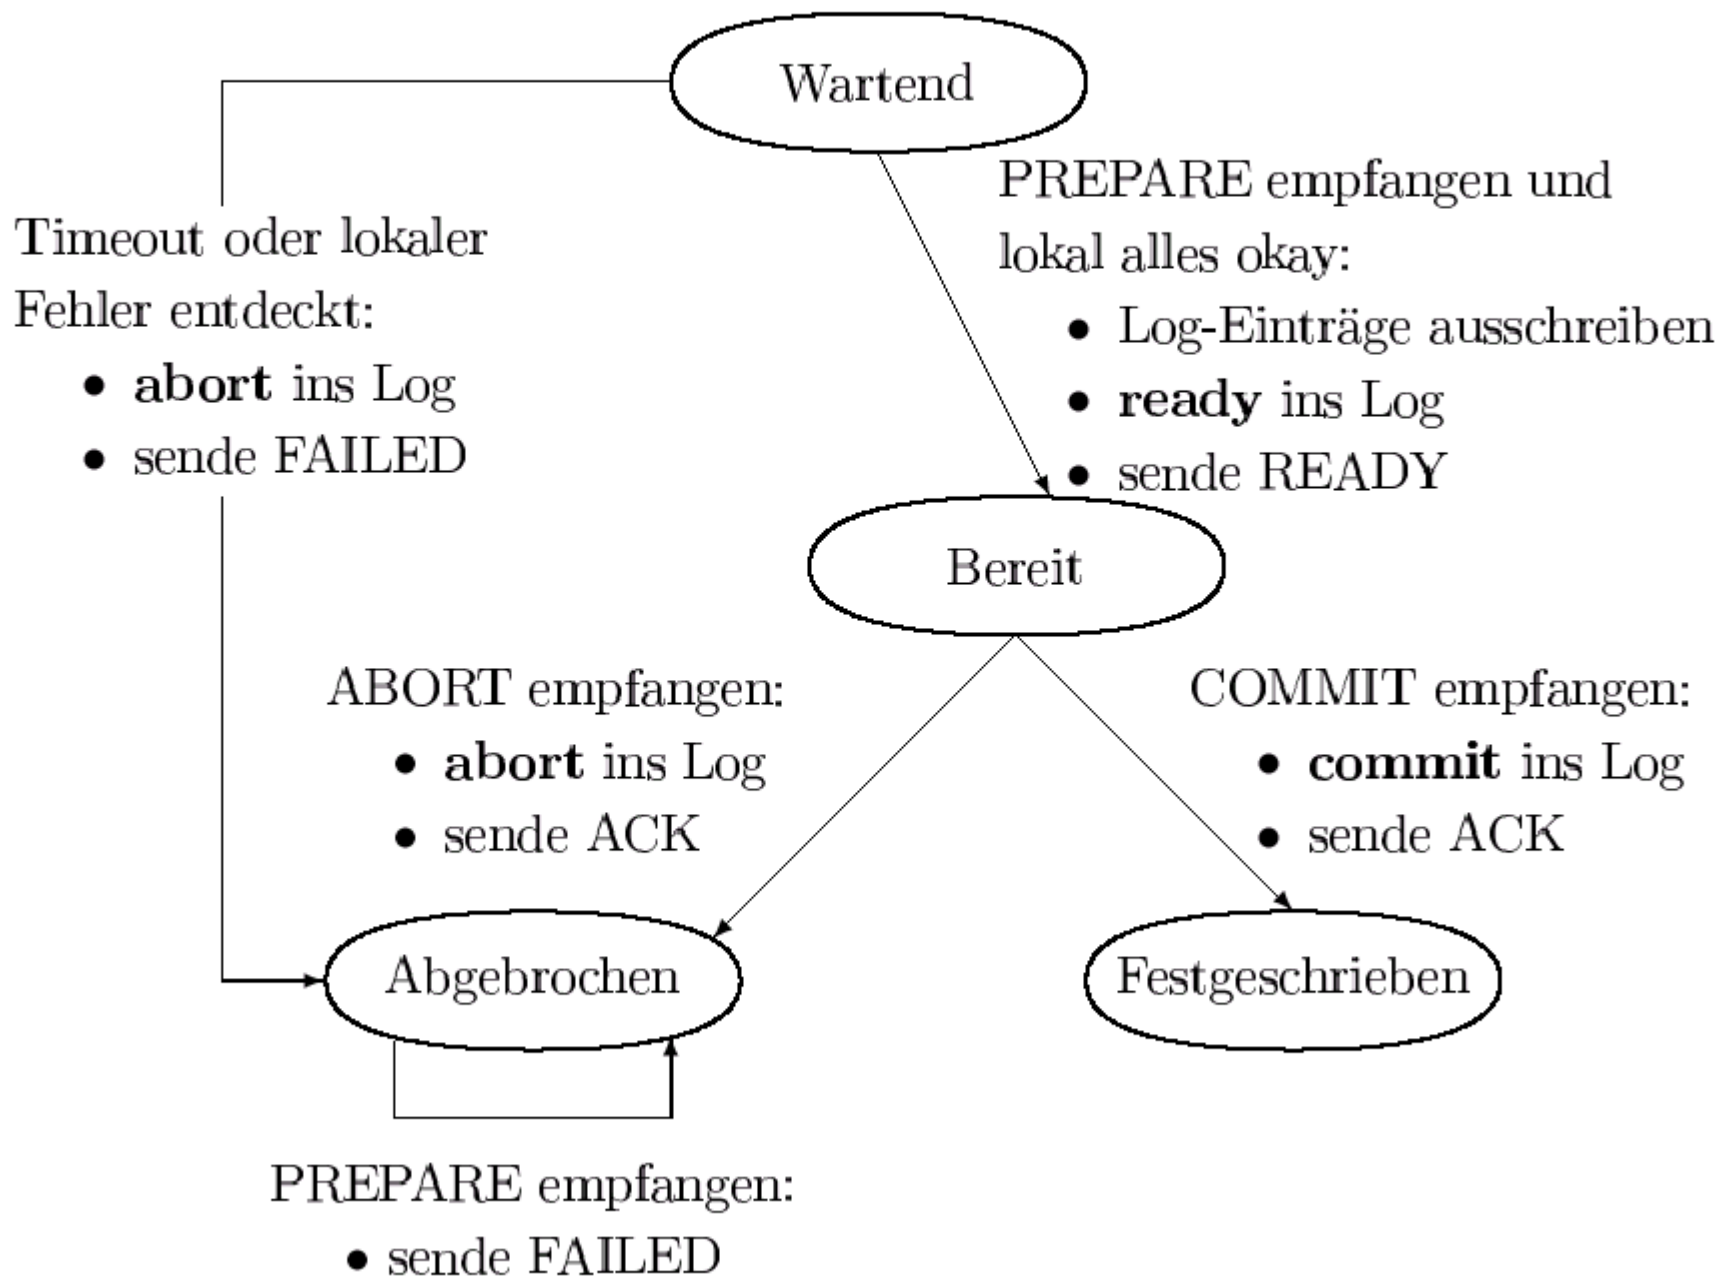 Wartend
PREPARE empfangen und
lokal alles okay:
• Log-Einträge ausschreiben
• ready ins Log
• sende READY
Timeout oder lokaler
Fehler entdeckt:
• abort ins Log
• sende FAILED
Bereit
ABORT empfangen:
• abort ins Log
• sende ACK
COMMIT empfangen:
• commit ins Log
• sende ACK
Abgebrochen
Festgeschrieben
PREPARE empfangen:
• sende FAILED